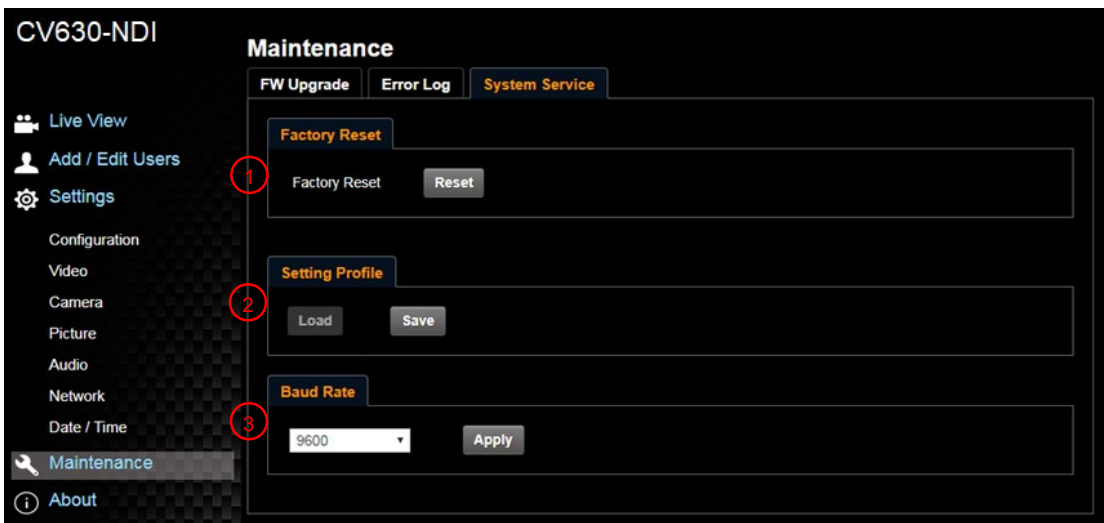 CV630-NDI
Live View
Add / Edit Users
Settings
Configuration
Video
Camera
Picture
Audio
Network
Date / Time
Maintenance
About
Maintenance
FW Upgrade Error Log System Service
Factory Reset
1
Factory Reset Reset
Setting Profile
2
Load Save
Baud Rate
3
9600 Apply